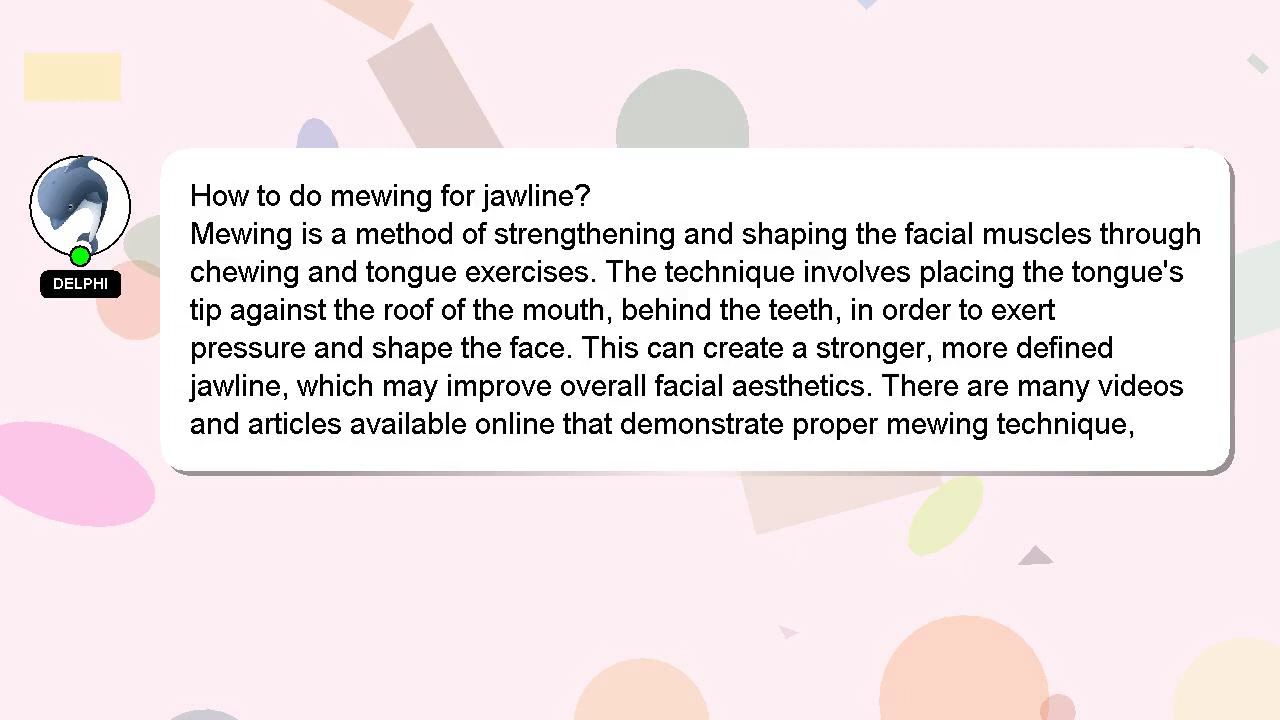 How to do mewing for jawline?
Mewing is a method of strengthening and shaping the facial muscles through
chewing and tongue exercises. The technique involves placing the tongue's
tip against the roof of the mouth, behind the teeth, in order to exert
pressure and shape the face. This can create a stronger, more defined
jawline, which may improve overall facial aesthetics. There are many videos
and articles available online that demonstrate proper mewing technique,
DELPHI